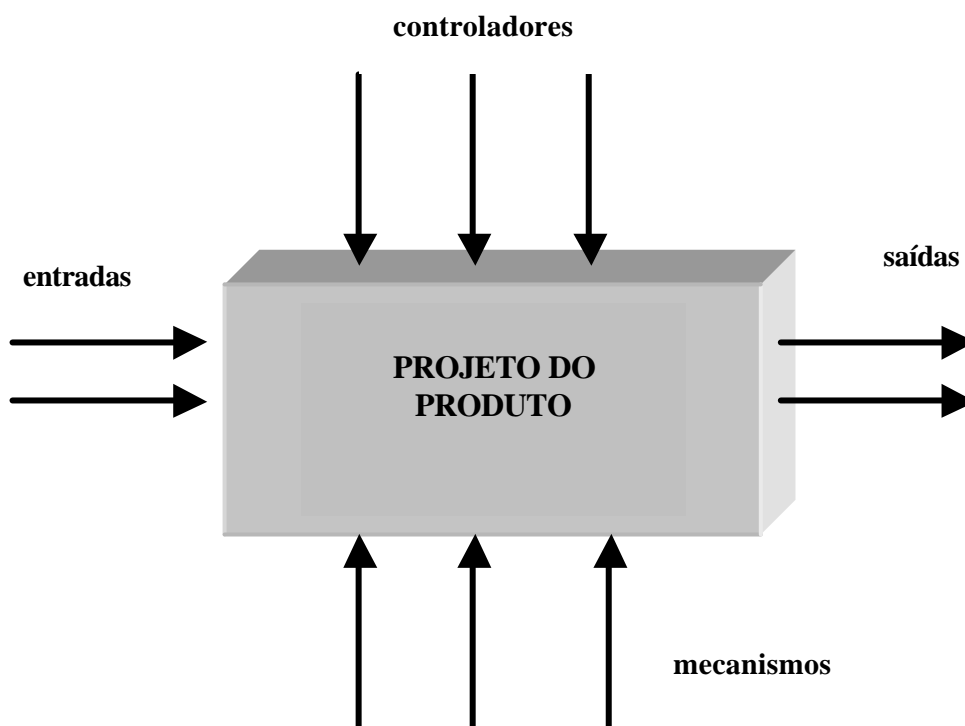 controladores
entradas
saídas
PROJETO DO
PRODUTO
mecanismos